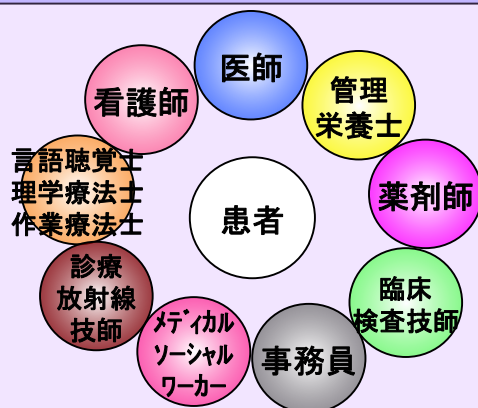 医師
管理
栄養士
薬剤師
臨床
検査技師
事務員
メディカル
ソーシャル
ワーカー
診療
放射線
技師
言語聴覚士
理学療法士
作業療法士
看護師
患者